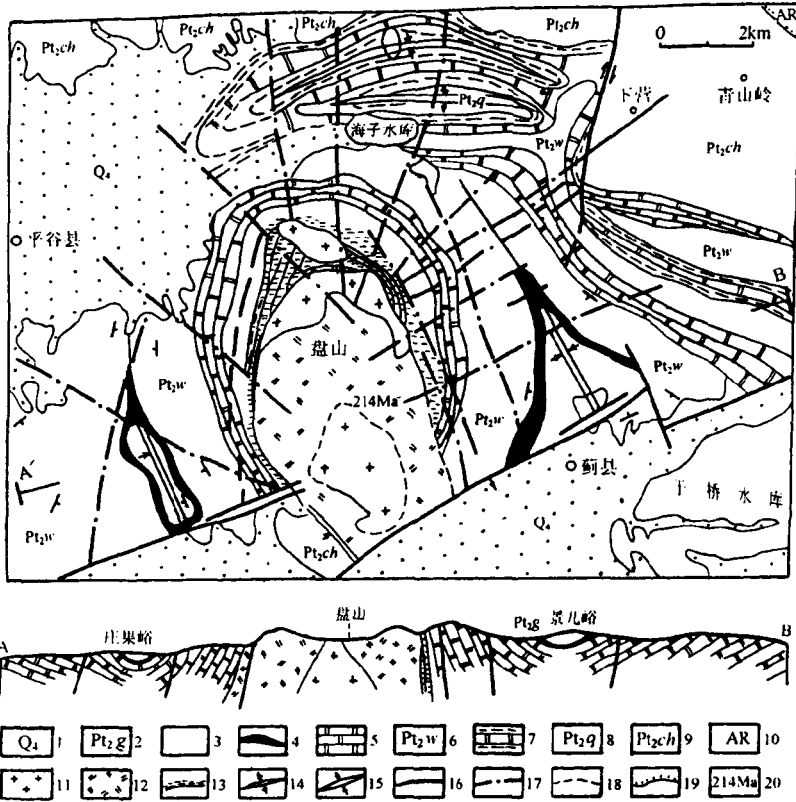 Pt₂ch Pt₂ch Pt₂ch Pt₂ch AR
0 2km
下营 青山岭
Pt₂q
海子水库
Pt₂w Pt₂ch
Q₄
平谷县
Pt₂w
B
盘山
Pt₂w Pt₂w
214Ma
Pt₂w
蓟县
A
于桥水库
Pt₂w Q₄
Pt₂ch
盘山
庄果峪 Pt₂g 景儿峪
A B
Q₄ 1 Pt₂g 2 3 4 5 Pt₂w 6 7 Pt₂q 8 Pt₂ch 9 AR 10
11 12 13 14 15 16 17 18 19 214Ma 20